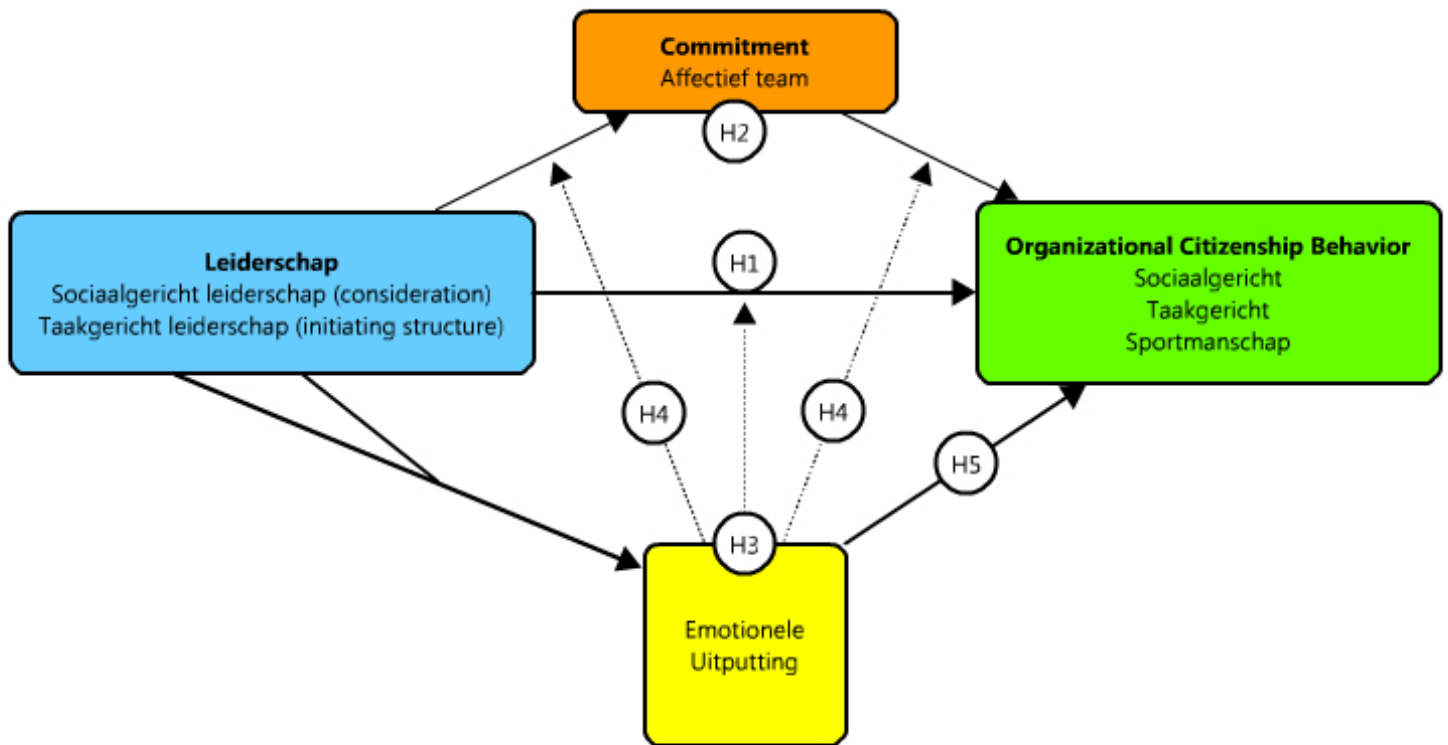 Commitment
Affectief team
H2
Leiderschap
Sociaalgericht leiderschap (consideration)
Taakgericht leiderschap (initiating structure)
H1
Organizational Citizenship Behavior
Sociaalgericht
Taakgericht
Sportmanschap
H4
H4
H5
H3
Emotionele
Uitputting